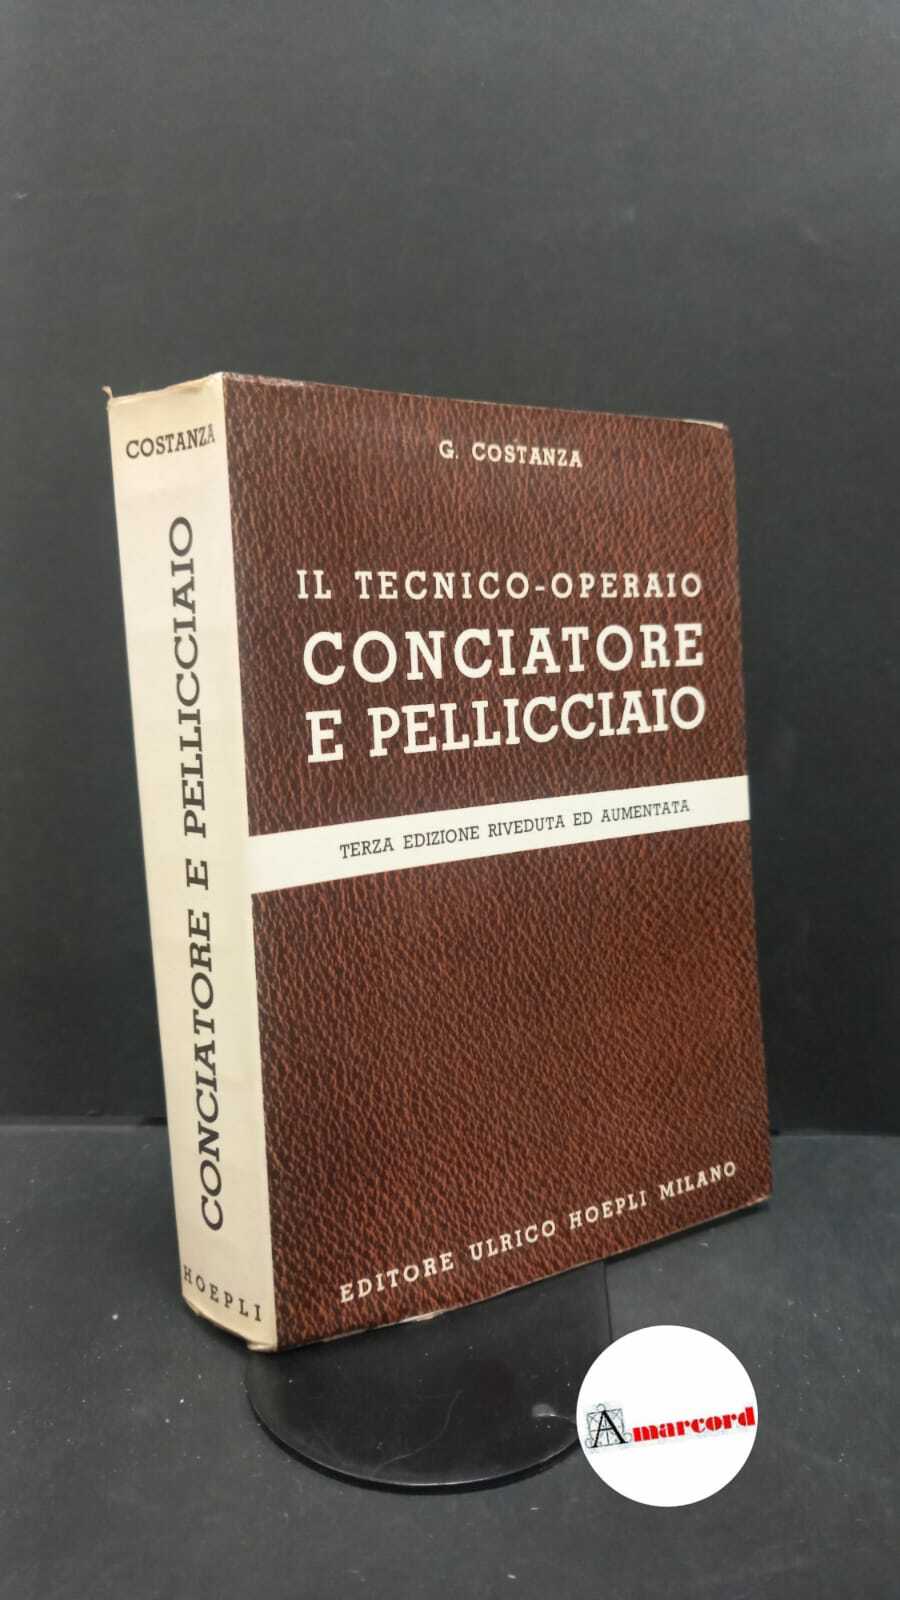 COSTANZA
CONCIATORE E PELLICCIAIO
HOEPLI
G. COSTANZA
IL TECNICO-OPERAIO
CONCIATORE
E PELLICCIAIO
TERZA EDIZIONE RIVEDUTA ED AUMENTATA
EDITORE ULRICO HOEPLI MILANO
Amarcord